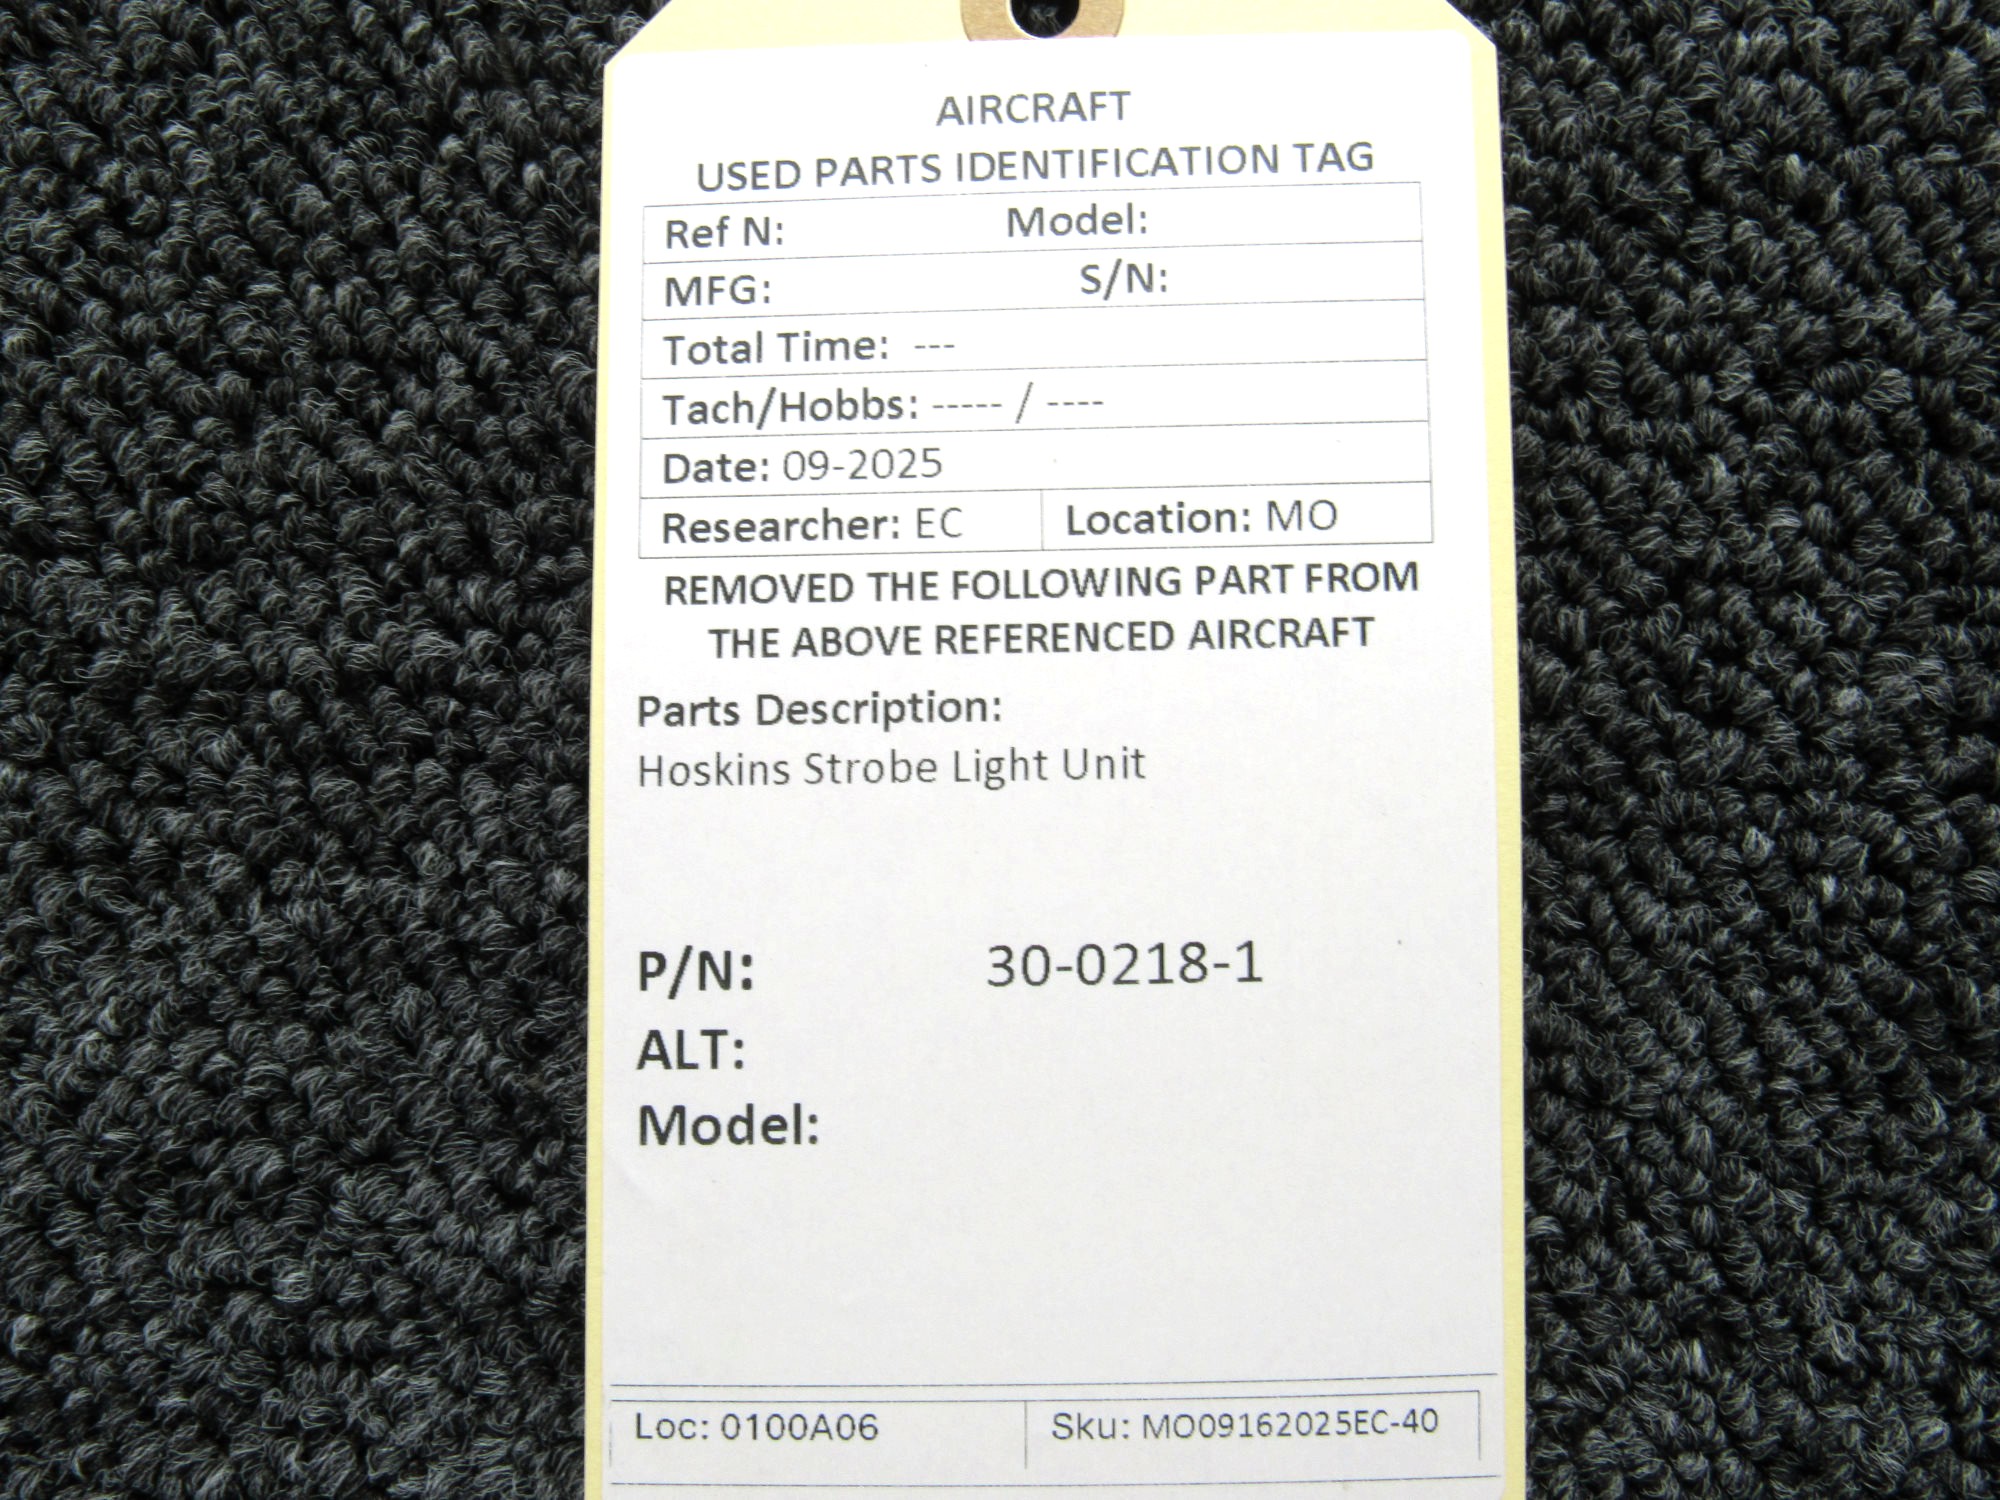 AIRCRAFT
USED PARTS IDENTIFICATION TAG
Ref N: Model:
MFG: S/N:
Total Time: ---
Tach/Hobbs: ----- / ----
Date: 09-2025
Researcher: EC Location: MO
REMOVED THE FOLLOWING PART FROM
THE ABOVE REFERENCED AIRCRAFT
Parts Description:
Hoskins Strobe Light Unit
P/N: 30-0218-1
ALT:
Model:
Loc: 0100A06 Sku: MO09162025EC-40